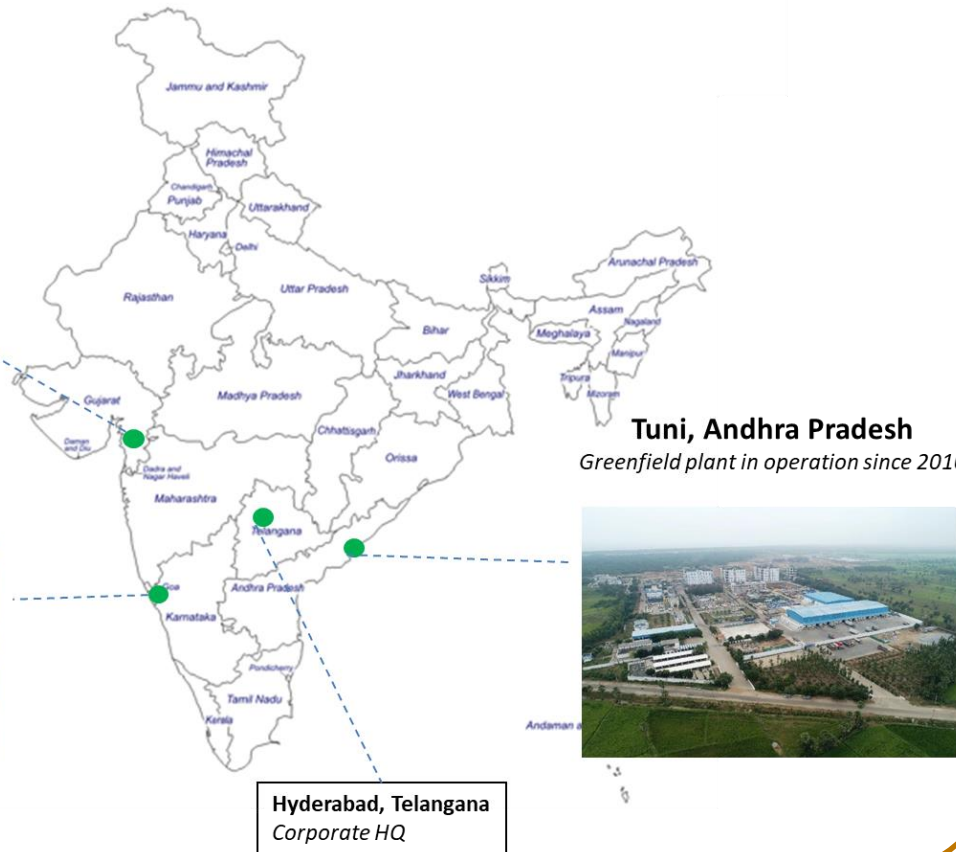 Jammu and Kashmir
Himachal
Pradesh
Chandigarh
Punjab
Uttarakhand
Haryana
Delhi
Rajasthan
Uttar Pradesh
Sikkim
Arunachal Pradesh
Assam
Nagaland
Bihar
Meghalaya
Manipur
Jharkhand
Tripura
Mizoram
West Bengal
Gujarat
Madhya Pradesh
Chhattisgarh
Daman
and Diu
Orissa
Dadra and
Nagar Haveli
Maharashtra
Telangana
Goa
Andhra Pradesh
Karnataka
Pondicherry
Tamil Nadu
Kerala
Andaman
Tuni, Andhra Pradesh
Greenfield plant in operation since
Hyderabad, Telangana
Corporate HQ